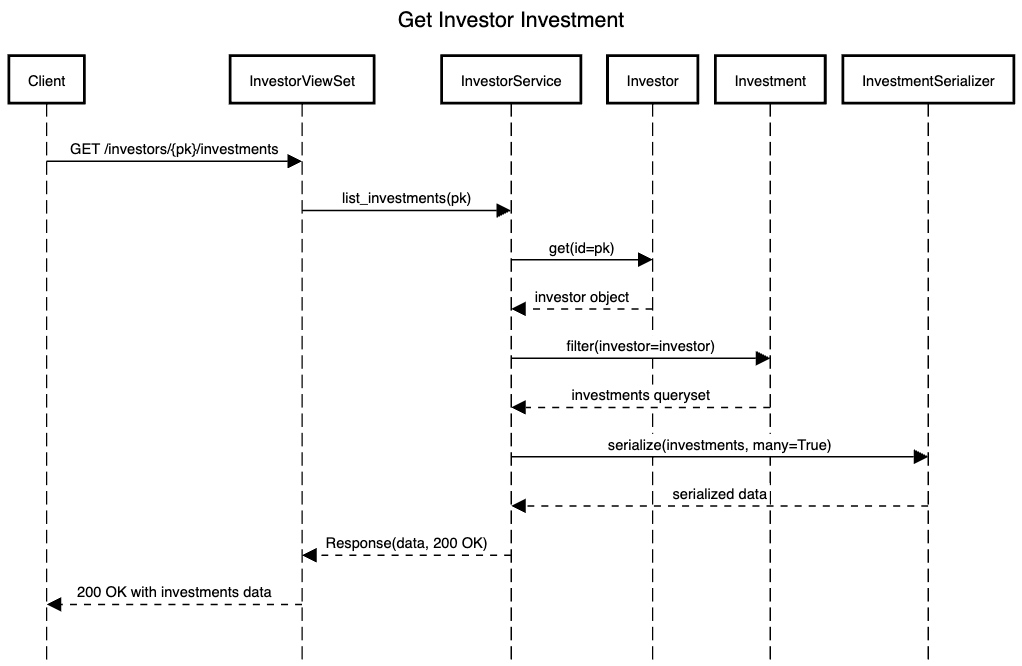 Get Investor Investment
Client
InvestorViewSet
InvestorService
Investor
Investment
InvestmentSerializer
GET /investors/{pk}/investments
list_investments(pk)
get(id=pk)
investor object
filter(investor=investor)
investments queryset
serialize(investments, many=True)
serialized data
Response(data, 200 OK)
200 OK with investments data